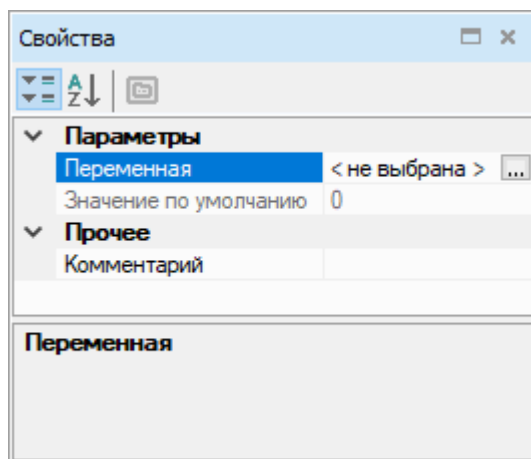 Свойства
A
Z
Параметры
Переменная < не выбрана > ...
Значение по умолчанию 0
Прочее
Комментарий
Переменная